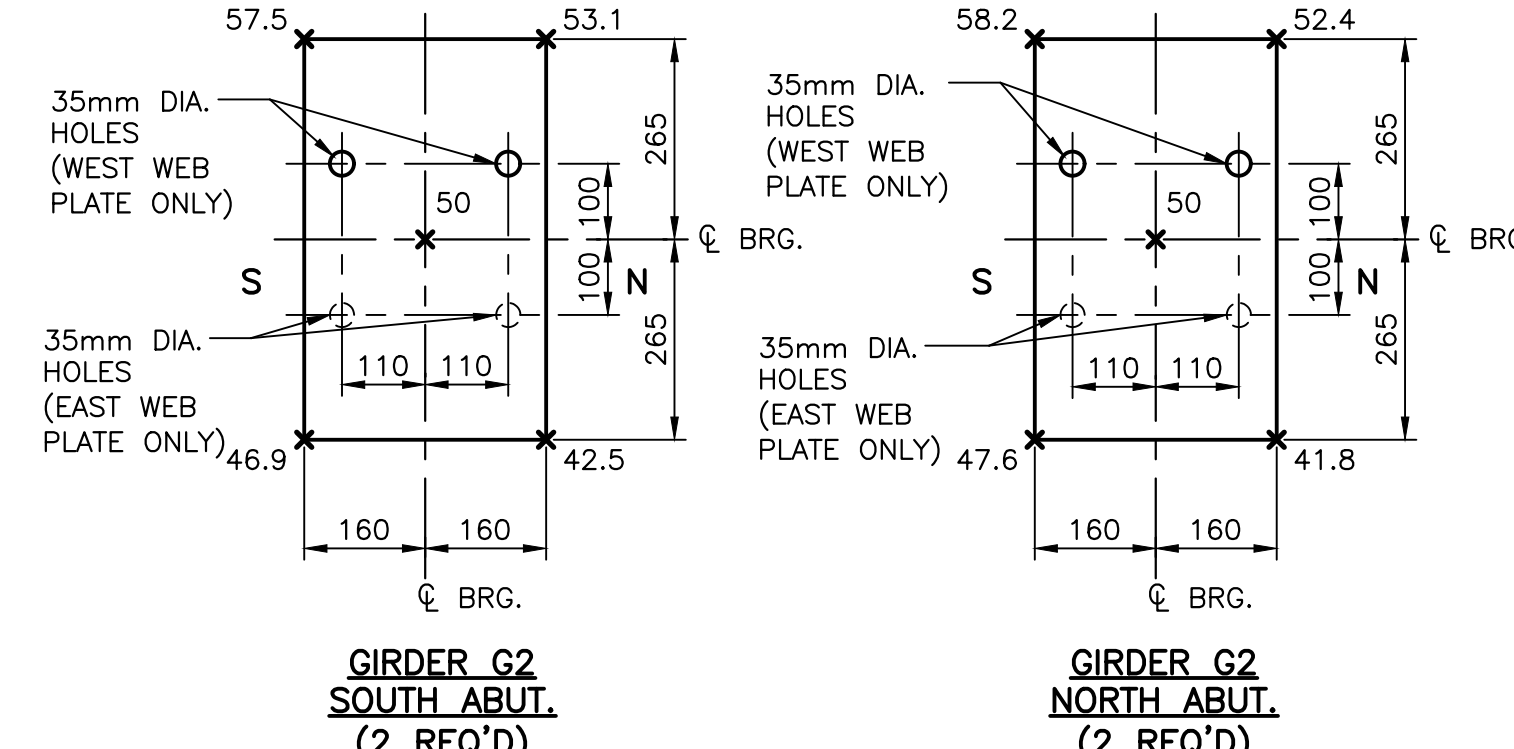 57.5
53.1
35mm DIA.
HOLES
(WEST WEB
PLATE ONLY)
265
100
50
℄ BRG.
S
N
100
265
35mm DIA.
HOLES
(EAST WEB
PLATE ONLY)
110
110
46.9
42.5
160
160
℄ BRG.
GIRDER G2
SOUTH ABUT.
(2 REQ'D)
58.2
52.4
35mm DIA.
HOLES
(WEST WEB
PLATE ONLY)
265
100
50
℄ BRG
S
N
100
265
35mm DIA.
HOLES
(EAST WEB
PLATE ONLY)
110
110
47.6
41.8
160
160
℄ BRG.
GIRDER G2
NORTH ABUT.
(2 REQ'D)